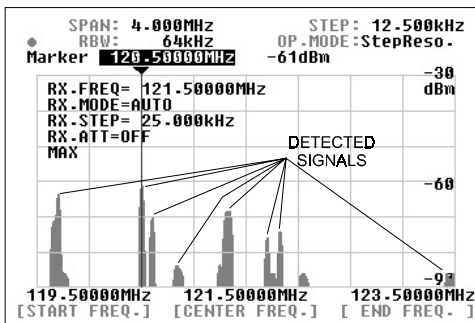 SPAN: 4.000MHz STEP: 12.500kHz
RBW: 64kHz OP.MODE:StepReso.
Marker 120.50000MHz -61dBm
-30
dBm
RX.FREQ= 121.50000MHz
RX.MODE=AUTO
RX.STEP= 25.000kHz
RX.ATT=OFF
MAX
DETECTED
SIGNALS
-60
119.50000MHz 121.50000MHz 123.50000MHz
[START FREQ.] [CENTER FREQ.] [ END FREQ. ]